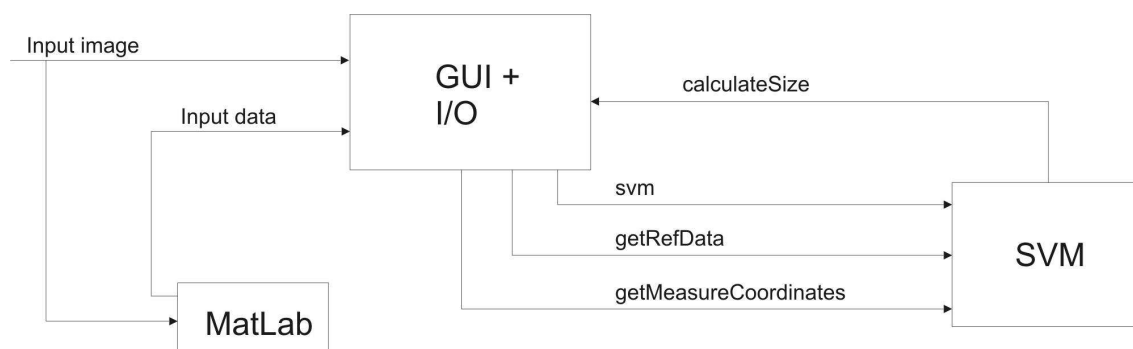 Input image
GUI +
I/O
calculateSize
Input data
svm
getRefData
SVM
getMeasureCoordinates
MatLab